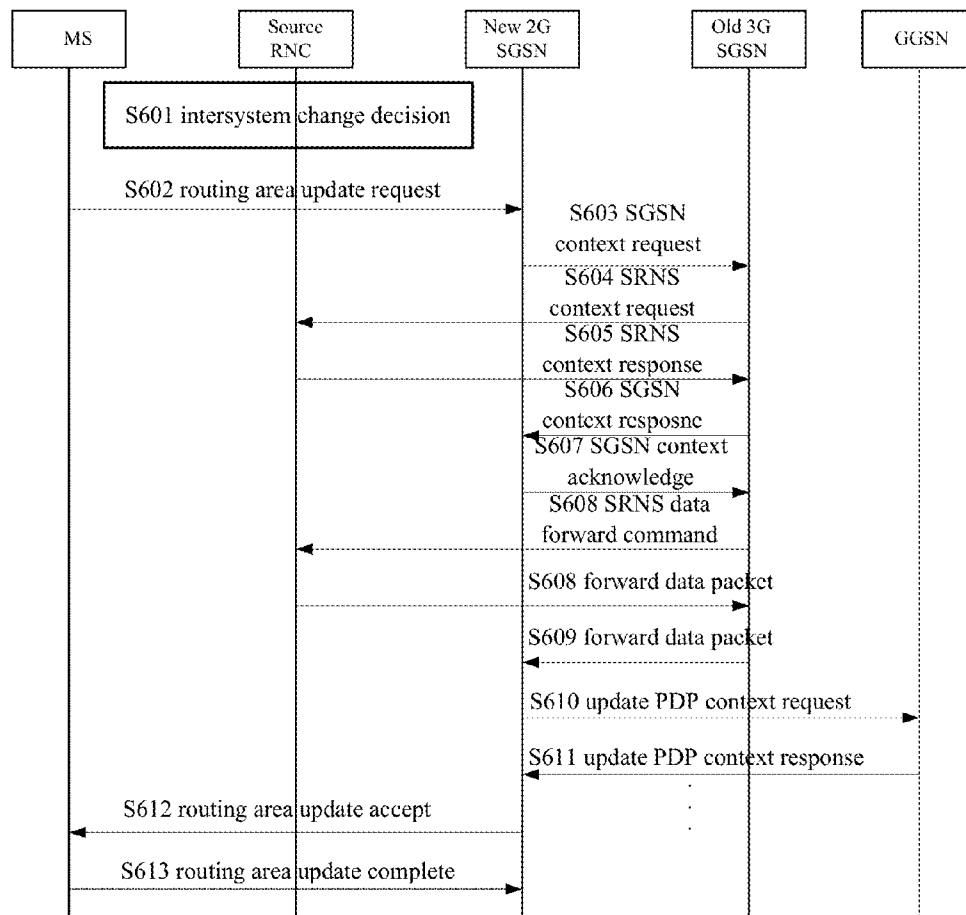 MS
Source
RNC
New 2G
SGSN
Old 3G
SGSN
GGSN
S601 intersystem change decision
S602 routing area update request
S603 SGSN
context request
S604 SRNS
context request
S605 SRNS
context response
S606 SGSN
context resposne
S607 SGSN context
acknowledge
S608 SRNS data
forward command
S608 forward data packet
S609 forward data packet
S610 update PDP context request
S611 update PDP context response
S612 routing area update accept
S613 routing area update complete